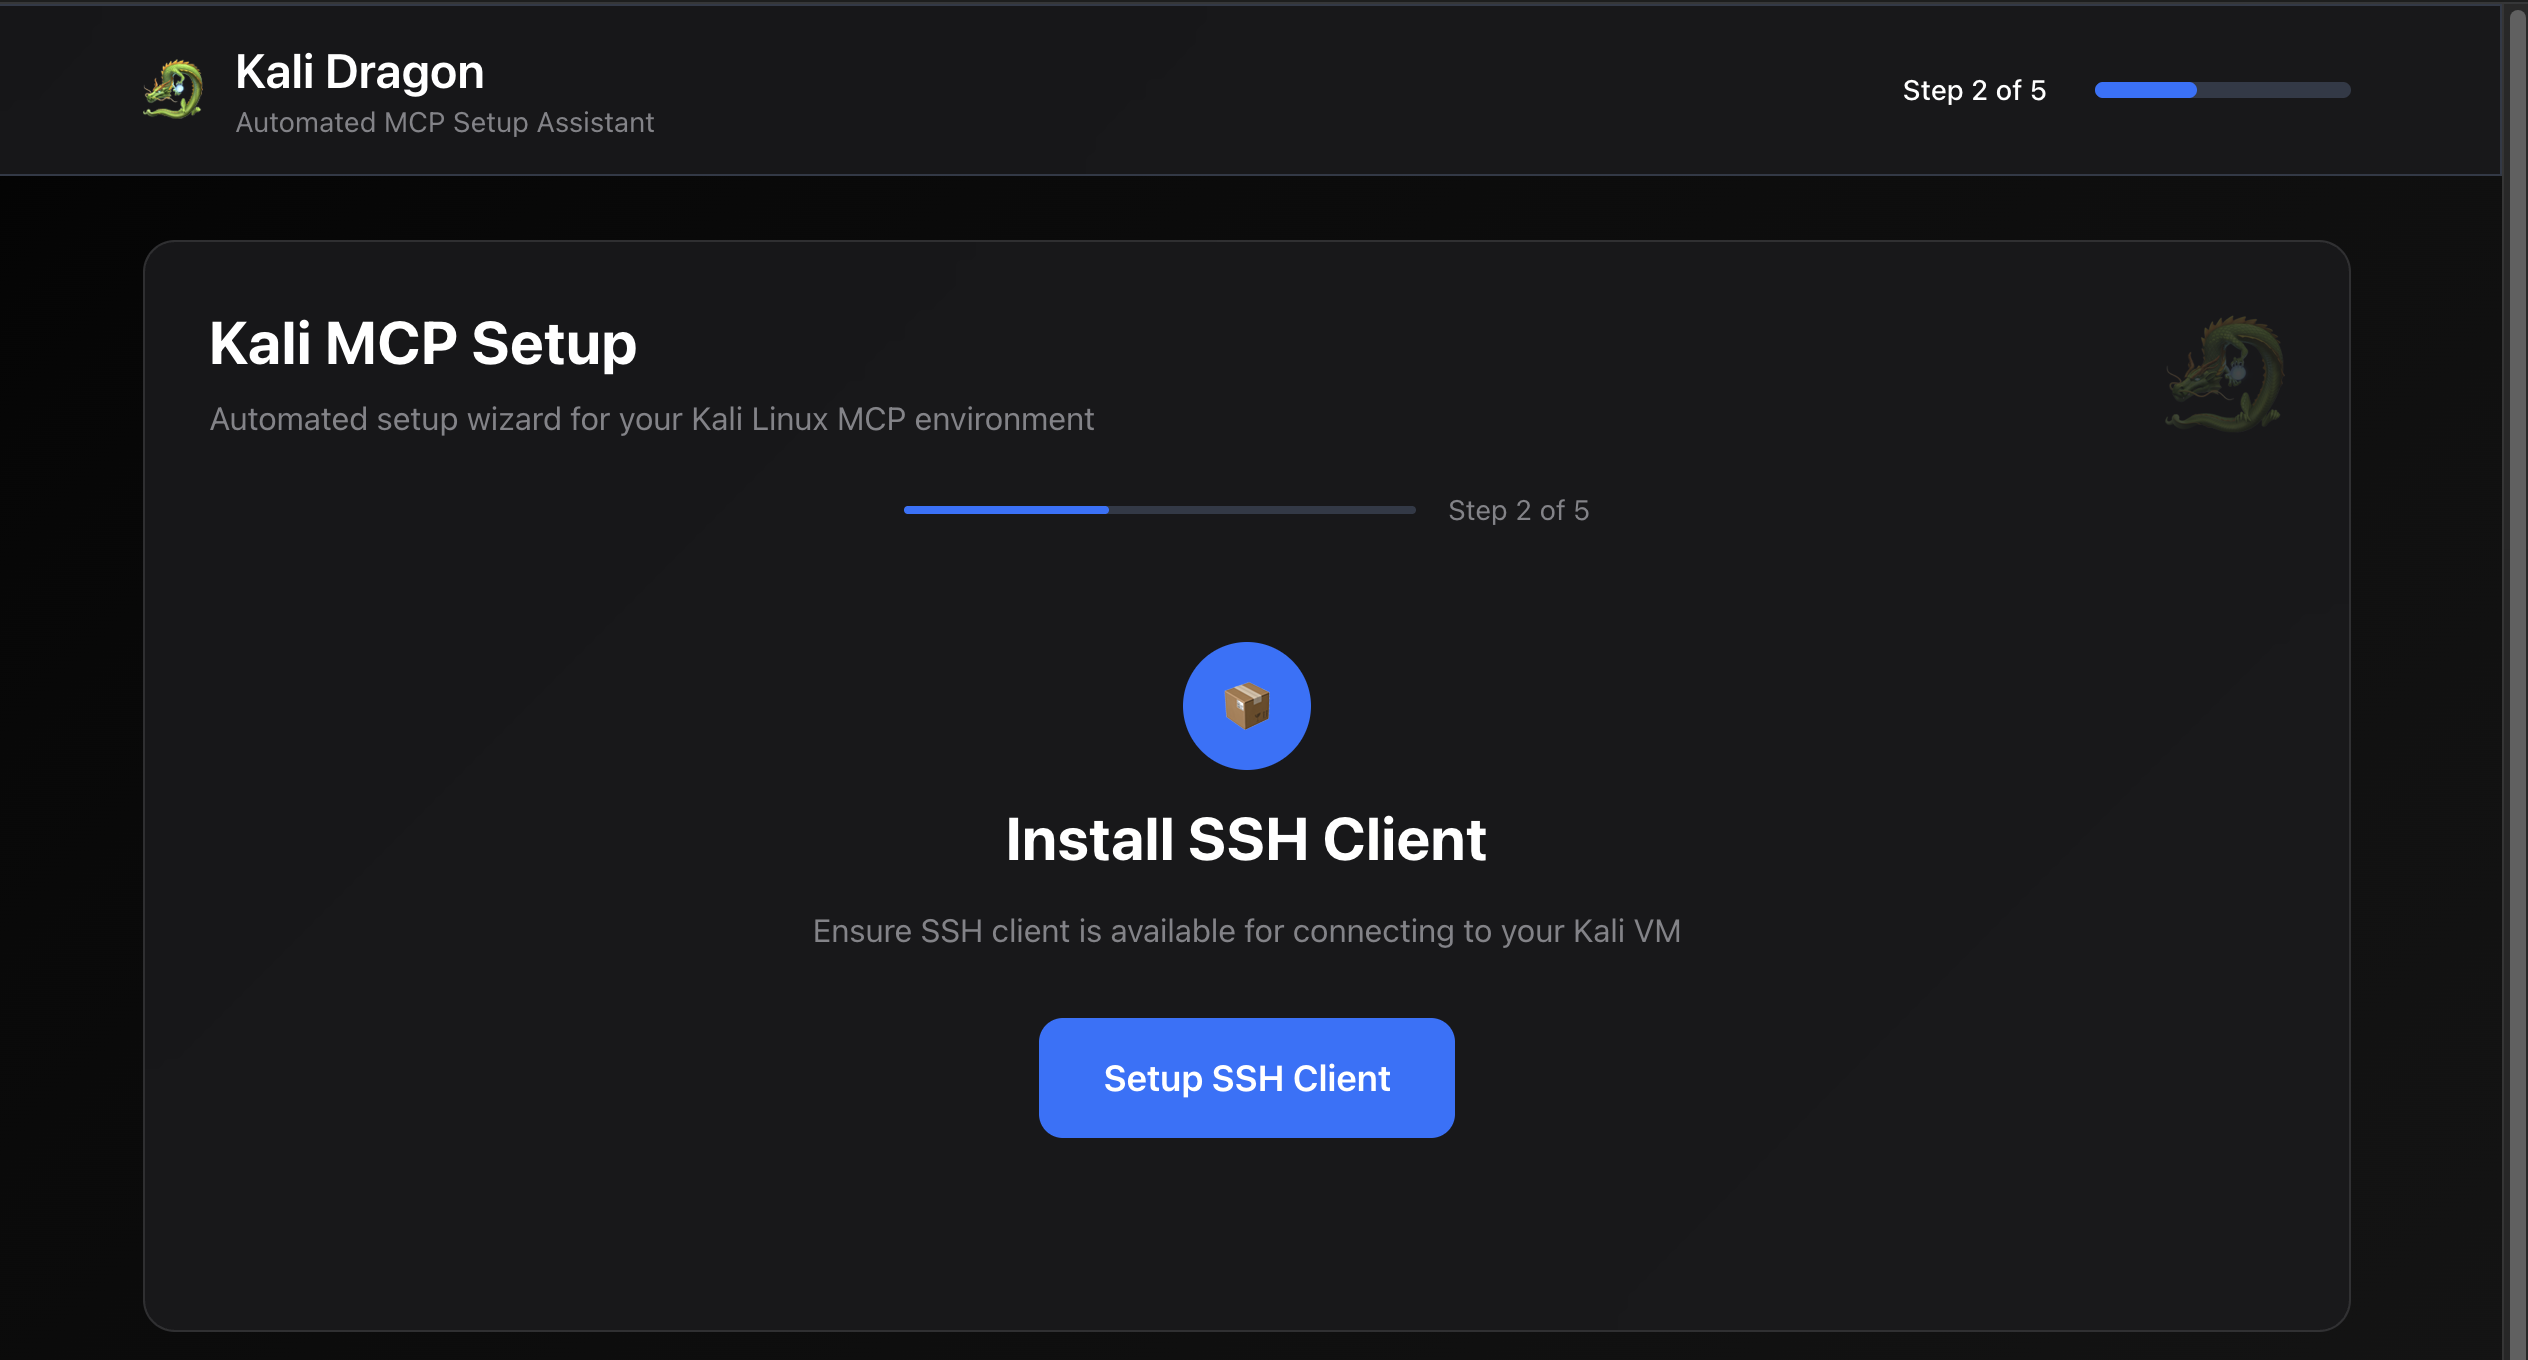 Kali Dragon
Automated MCP Setup Assistant
Step 2 of 5
Kali MCP Setup
Automated setup wizard for your Kali Linux MCP environment
Step 2 of 5
Install SSH Client
Ensure SSH client is available for connecting to your Kali VM
Setup SSH Client